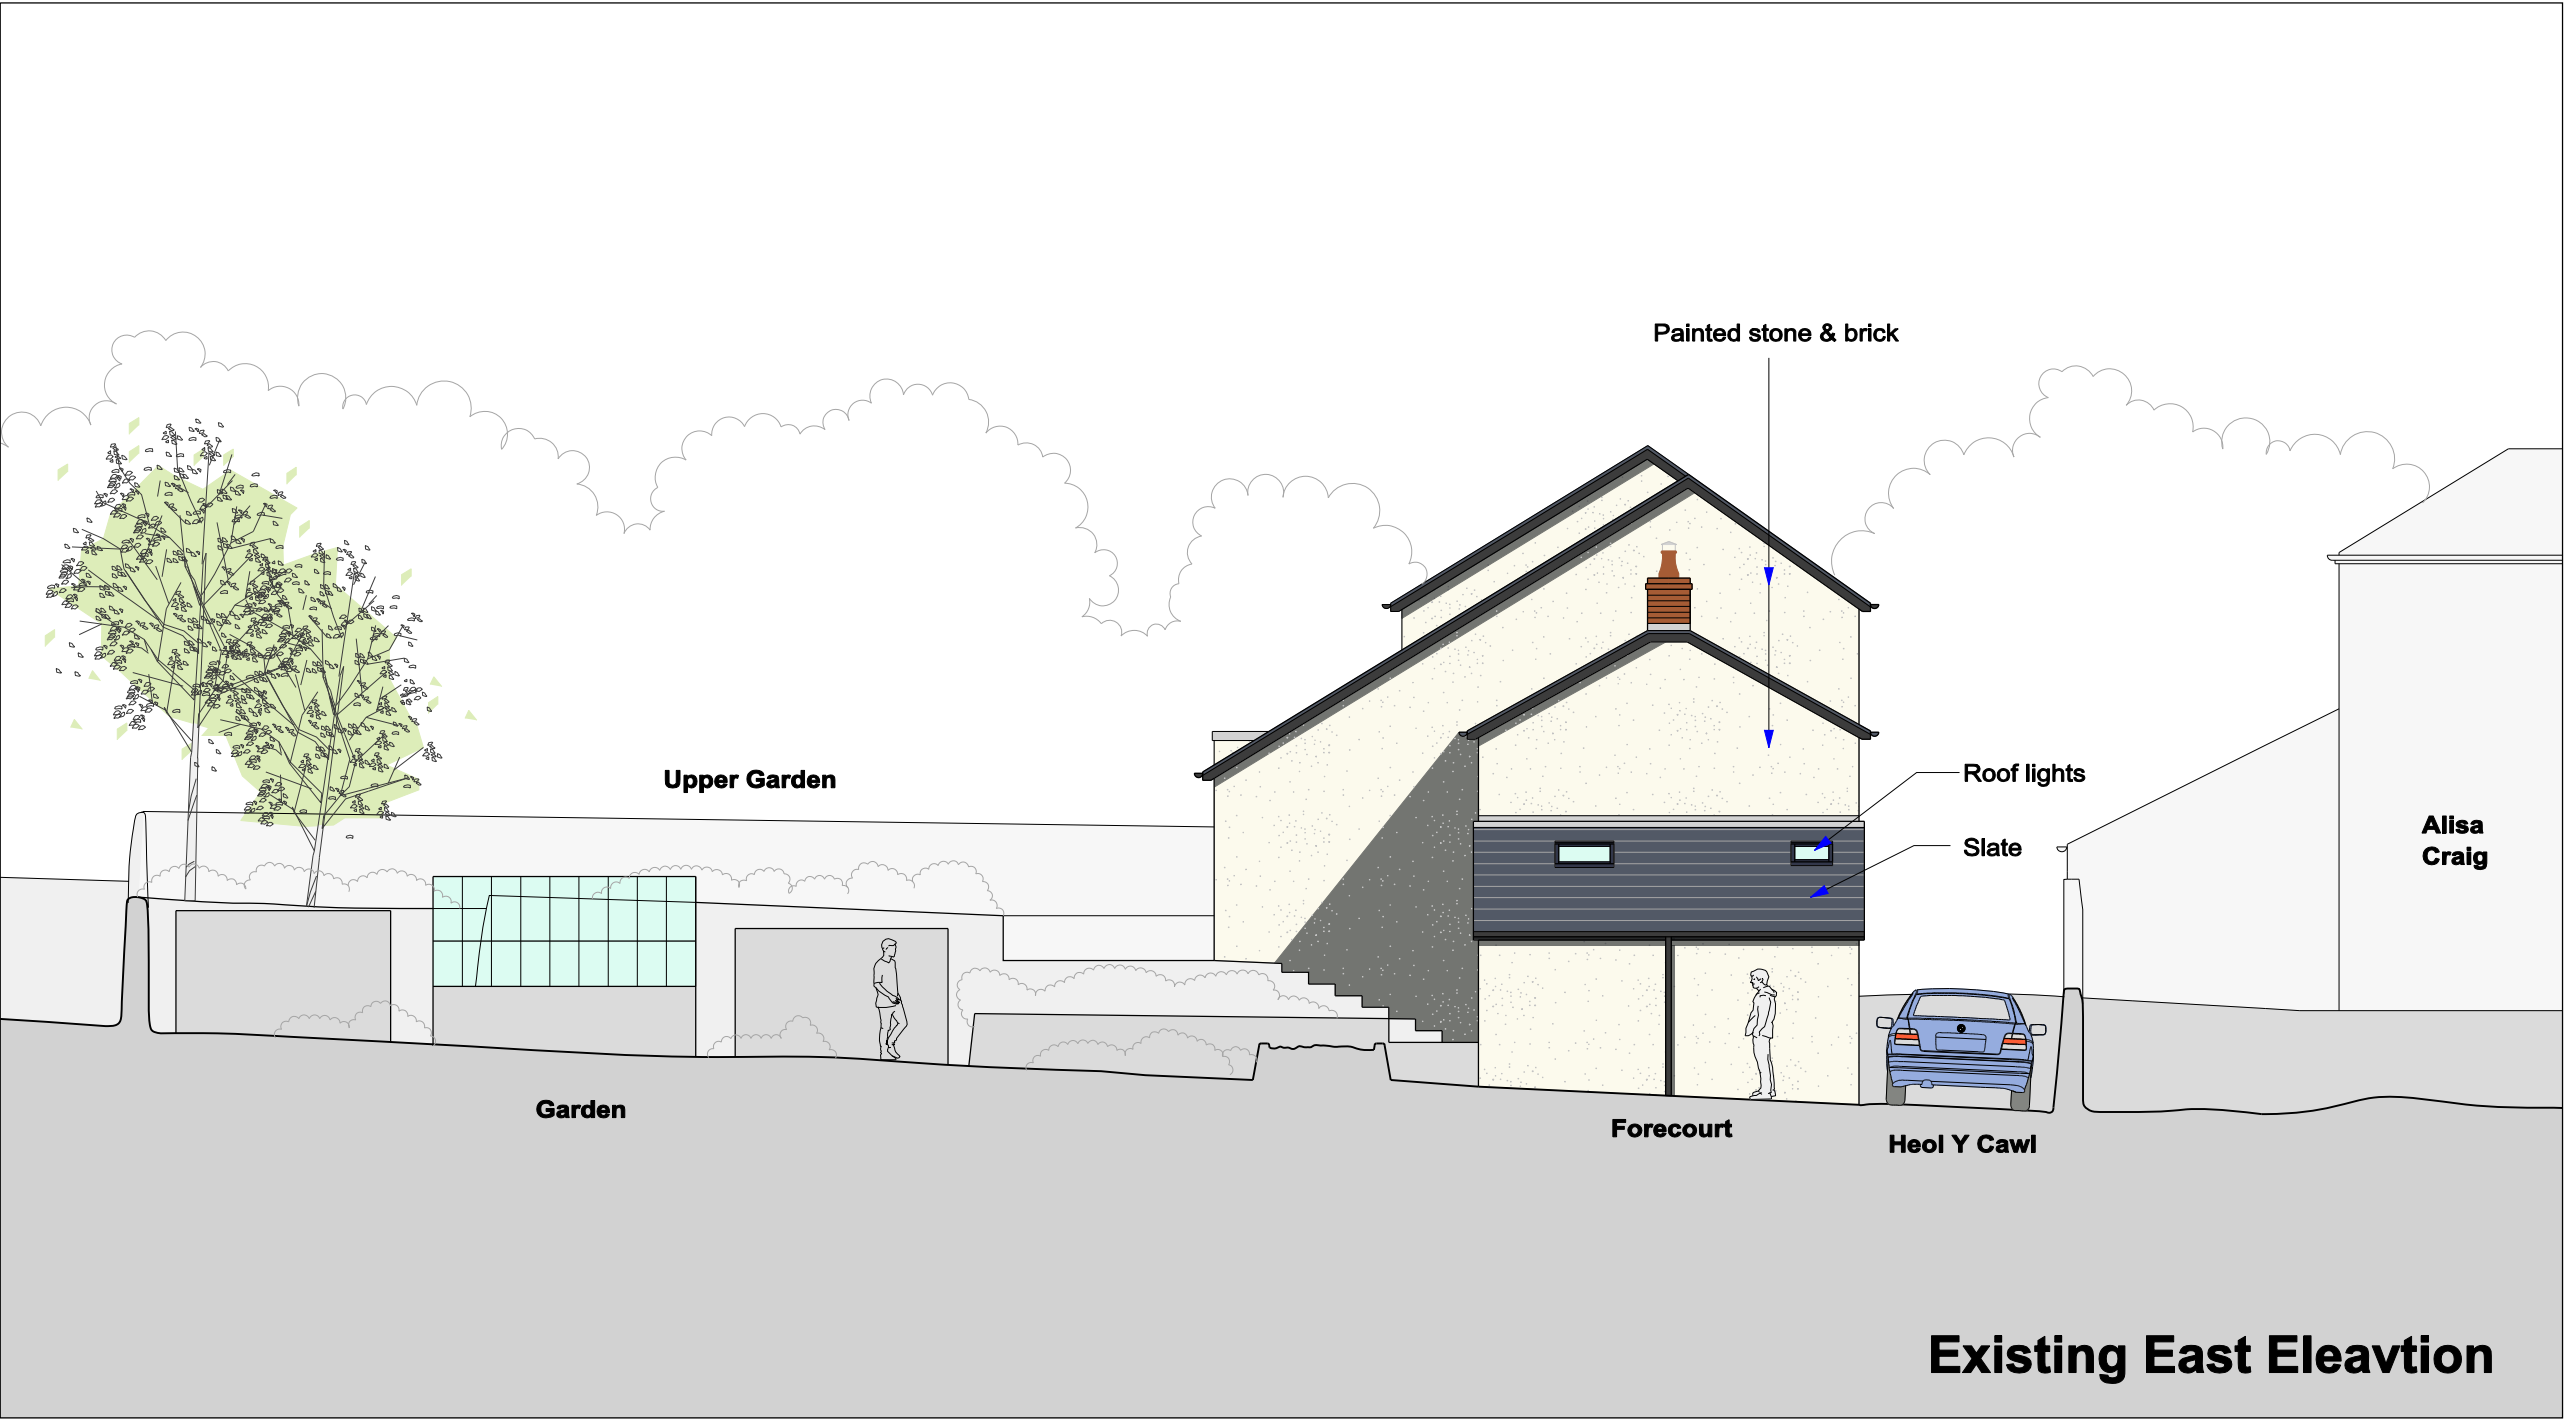 Painted stone & brick
Upper Garden
Roof lights
Slate
Alisa
Craig
Garden
Forecourt
Heol Y Cawl
Existing East Eleavtion